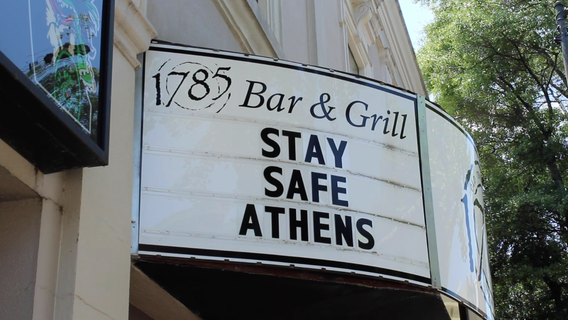 1785 Bar & Grill
STAY
SAFE
ATHENS